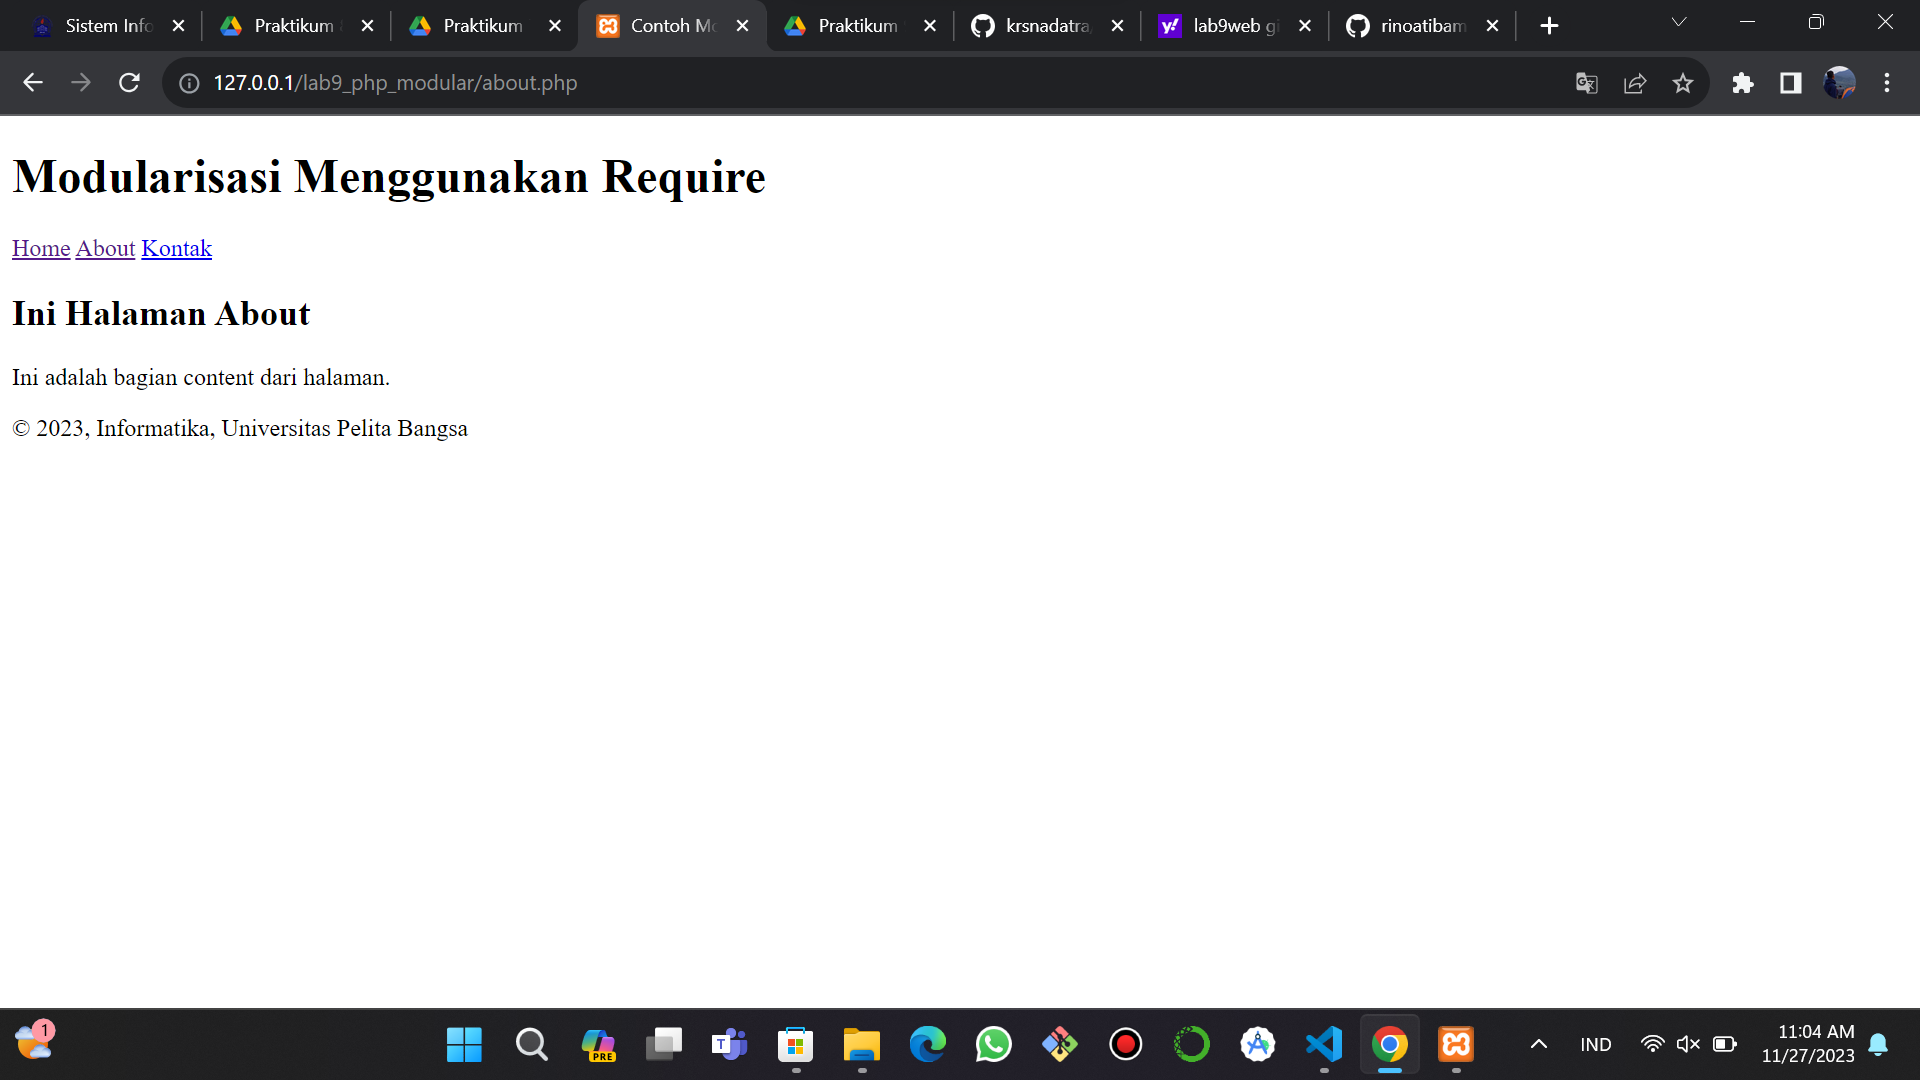 Sistem Info
Praktikum
Praktikum
Contoh Mo
Praktikum
krsnadatra
lab9web gi
rinoatibam
127.0.0.1/lab9_php_modular/about.php
Modularisasi Menggunakan Require
Home About Kontak
Ini Halaman About
Ini adalah bagian content dari halaman.
© 2023, Informatika, Universitas Pelita Bangsa
1
PRE
IND
11:04 AM
11/27/2023